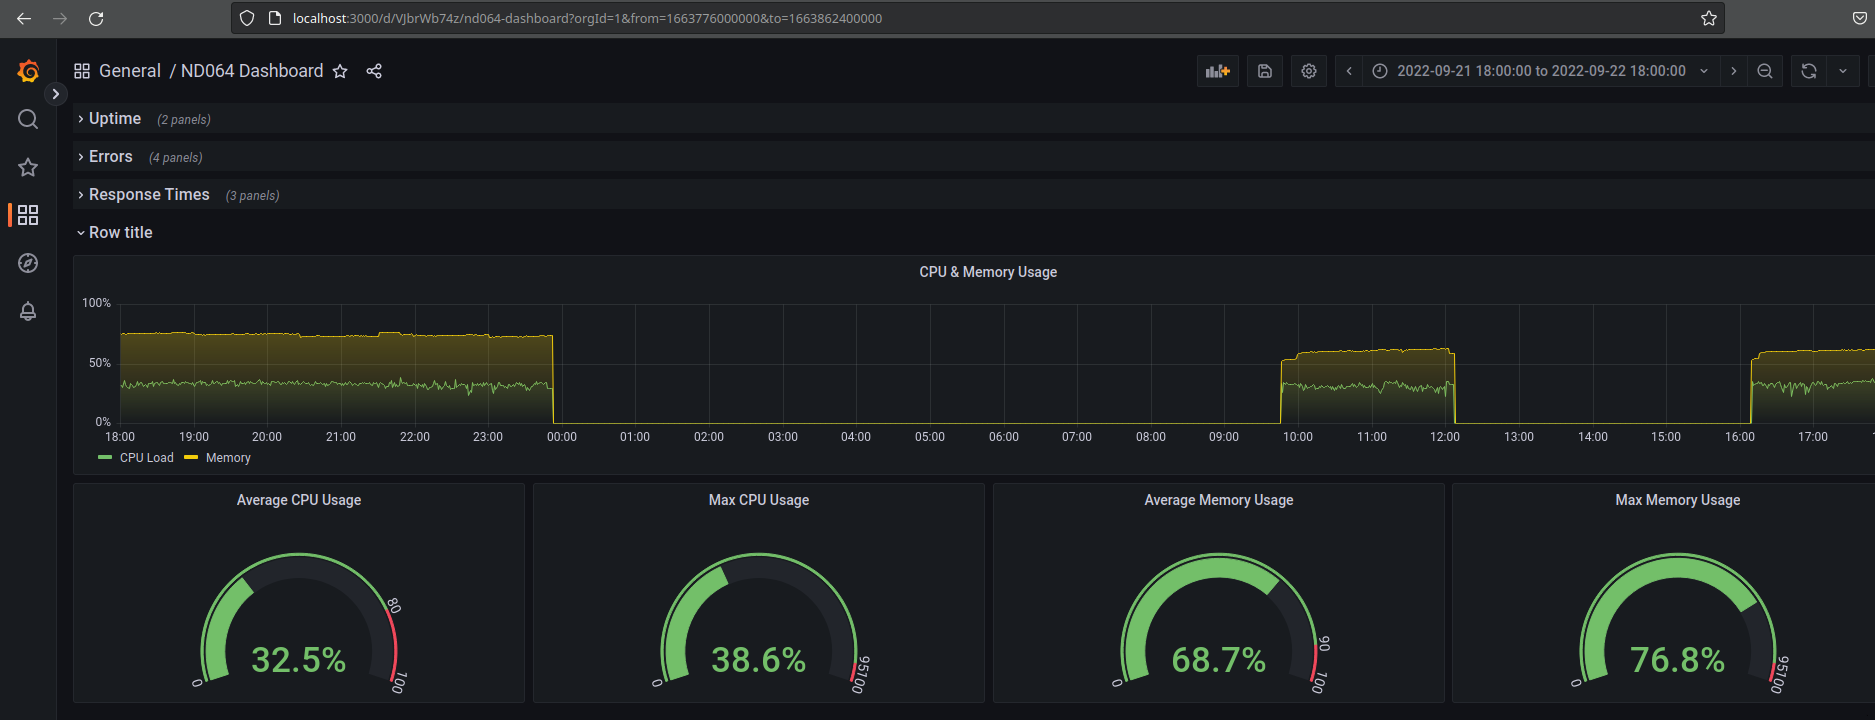 localhost:3000/d/VJbrWb74z/nd064-dashboard?orgId=1&from=1663776000000&to=1663862400000
General / ND064 Dashboard
2022-09-21 18:00:00 to 2022-09-22 18:00:00
Uptime (2 panels)
Errors (4 panels)
Response Times (3 panels)
Row title
CPU & Memory Usage
100%
50%
0%
18:00 19:00 20:00 21:00 22:00 23:00 00:00 01:00 02:00 03:00 04:00 05:00 06:00 07:00 08:00 09:00 10:00 11:00 12:00 13:00 14:00 15:00 16:00 17:00
CPU Load Memory
Average CPU Usage
0 80 100
32.5%
Max CPU Usage
0 95 100
38.6%
Average Memory Usage
0 90 100
68.7%
Max Memory Usage
0 95 100
76.8%